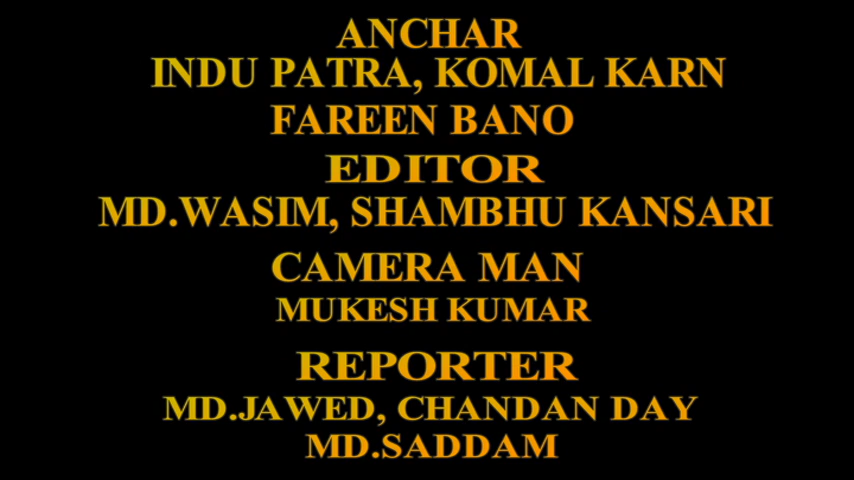 ANCHAR
INDU PATRA, KOMAL KARN
FAREEN BANO
EDITOR
MD.WASIM, SHAMBHU KANSARI
CAMERA MAN
MUKESH KUMAR
REPORTER
MD.JAWED, CHANDAN DAY
MD.SADDAM